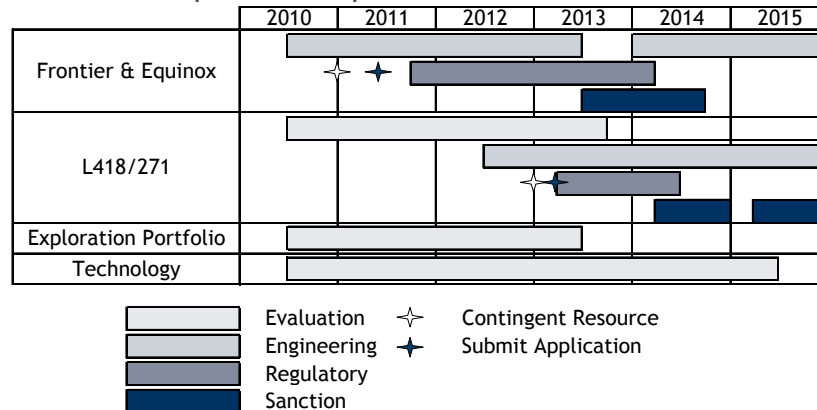 2010 2011 2012 2013 2014 2015
Frontier & Equinox
L418/271
Exploration Portfolio
Technology
Evaluation Contingent Resource
Engineering Submit Application
Regulatory
Sanction